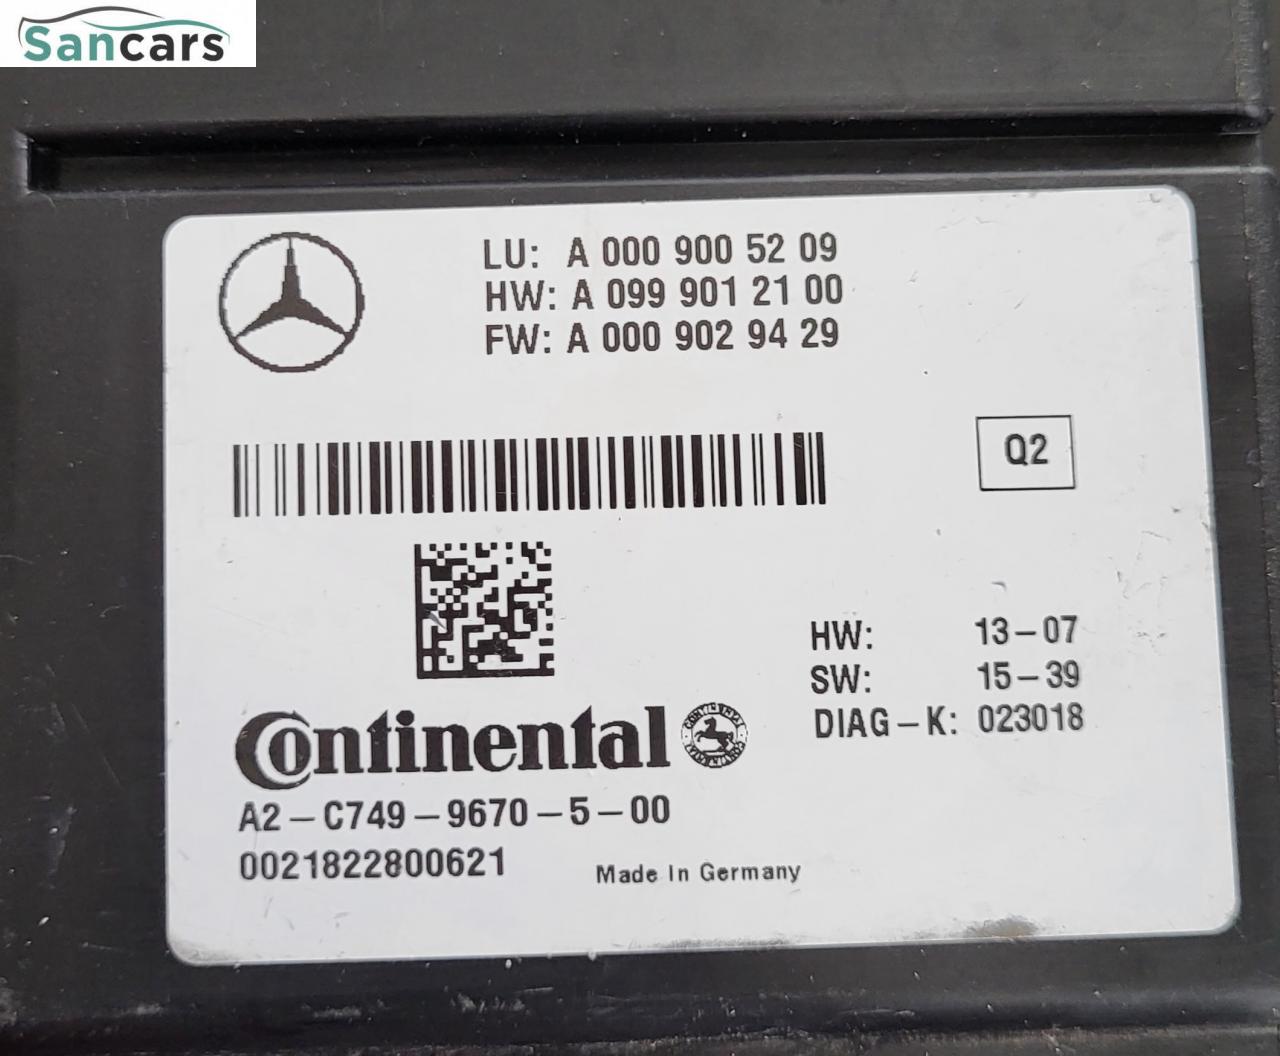 Sancars
LU: A 000 900 52 09
HW: A 099 901 21 00
FW: A 000 902 94 29
Q2
HW: 13-07
SW: 15-39
DIAG-K: 023018
Continental
A2-C749-9670-5-00
0021822800621
Made In Germany